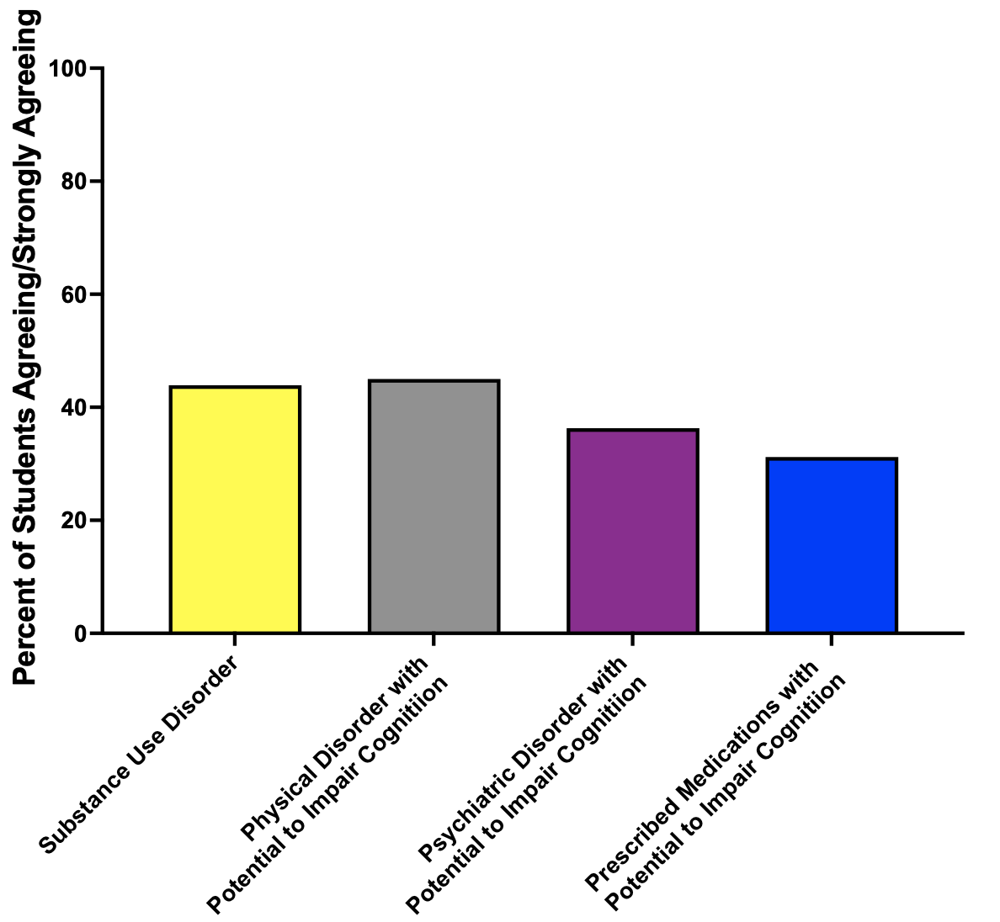 Percent of Students Agreeing/Strongly Agreeing
100
80
60
40
20
0
Substance Use Disorder
Physical Disorder with
Potential to Impair Cognitiion
Psychiatric Disorder with
Potential to Impair Cognitiion
Prescribed Medications with
Potential to Impair Cognitiion